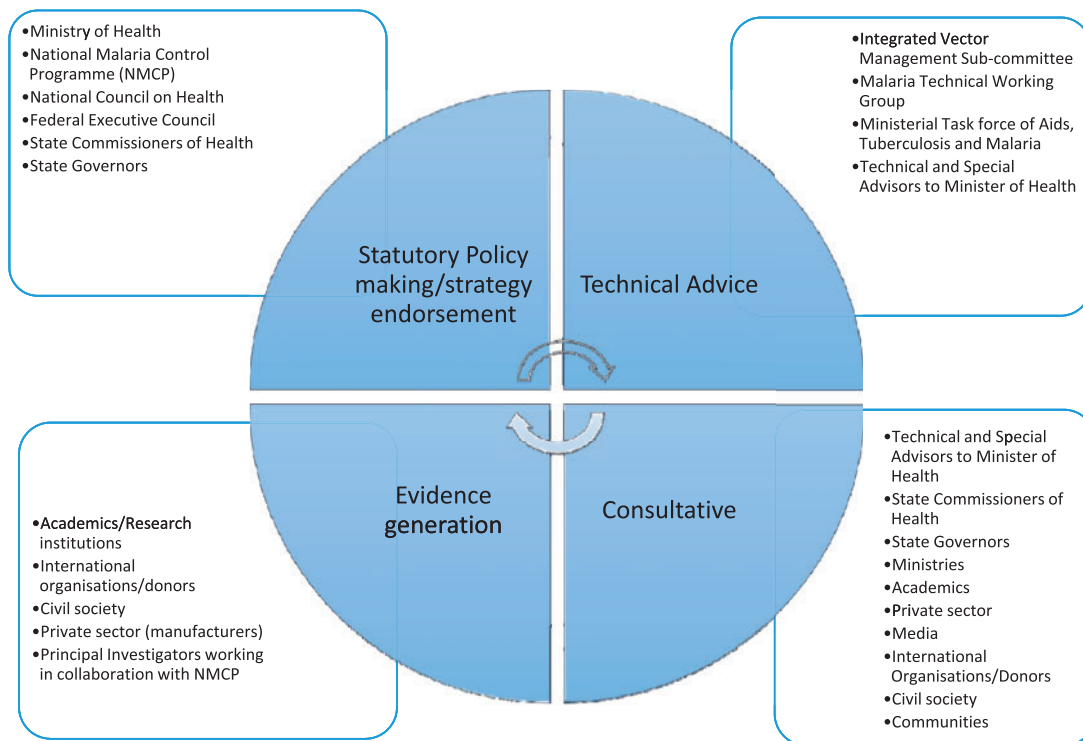 •Ministry of Health
•National Malaria Control
Programme (NMCP)
•National Council on Health
•Federal Executive Council
•State Commissioners of Health
•State Governors
•Integrated Vector
Management Sub-committee
•Malaria Technical Working
Group
•Ministerial Task force of Aids,
Tuberculosis and Malaria
•Technical and Special
Advisors to Minister of Health
Statutory Policy
making/strategy
endorsement
Technical Advice
Evidence
generation
Consultative
•Academics/Research
institutions
•International
organisations/donors
•Civil society
•Private sector (manufacturers)
•Principal Investigators working
in collaboration with NMCP
•Technical and Special
Advisors to Minister of
Health
•State Commissioners of
Health
•State Governors
•Ministries
•Academics
•Private sector
•Media
•International
Organisations/Donors
•Civil society
•Communities